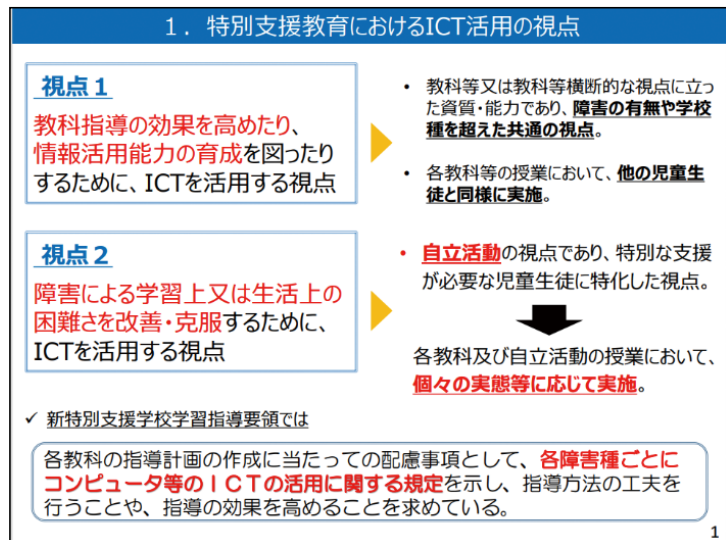 １．特別支援教育におけるICT活用の視点
視点１
教科指導の効果を高めたり、
情報活用能力の育成を図ったり
するために、ICTを活用する視点
• 教科等又は教科等横断的な視点に立っ
た資質・能力であり、障害の有無や学校
種を超えた共通の視点。
• 各教科等の授業において、他の児童生
徒と同様に実施。
視点２
障害による学習上又は生活上の
困難さを改善・克服するために、
ICTを活用する視点
• 自立活動の視点であり、特別な支援
が必要な児童生徒に特化した視点。
各教科及び自立活動の授業において、
個々の実態等に応じて実施。
✓ 新特別支援学校学習指導要領では
各教科の指導計画の作成に当たっての配慮事項として、各障害種ごとに
コンピュータ等のＩＣＴの活用に関する規定を示し、指導方法の工夫を
行うことや、指導の効果を高めることを求めている。
1